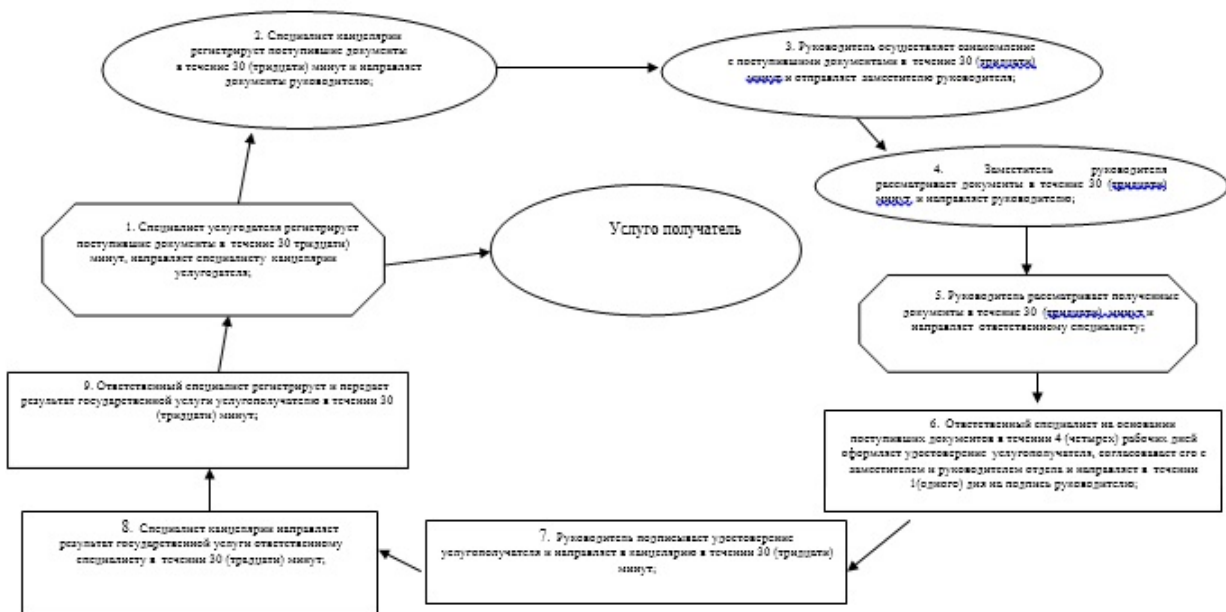 2. Специалист канцелярии
регистрирует поступившие документы
в течение 30 (тридцати) минут и направляет
документы руководителю;
3. Руководитель осуществляет ознакомление
с поступившими документами в течение 30 (тридцати)
минут и отправляет заместителю руководителя;
4. Заместитель руководителя
рассматривает документы в течение 30 (тридцати)
минут, и направляет руководителю;
1. Специалист услугодателя регистрирует
поступившие документы в течение 30 тридцати)
минут, направляет специалисту канцелярии
услугодателя;
Услуго получатель
5. Руководитель рассматривает полученные
документы в течение 30 (тридцати) минут и
направляет ответственному специалисту;
9. Ответственный специалист регистрирует и передает
результат государственной услуги услугополучателю в течении 30
(тридцати) минут;
6. Ответственный специалист на основании
поступивших документов в течении 4 (четырех) рабочих дней
оформляет удостоверение услугополучателя, согласовавает его с
заместителем и руководителем отдела и направляет в течении
1(одного) дня на подпись руководителю;
8. Специалист канцелярии направляет
результат государственной услуги ответственному
специалисту в течении 30 (традцати) минут;
7. Руководитель подписывает удостоверение
услугополучателя и направляет в канцелярию в течении 30 (тридцати)
минут;